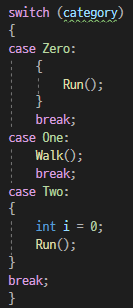 switch (category)
{
case Zero:
    {
        Run();
    }
    break;
case One:
    Walk();
    break;
case Two:
{
    int i = 0;
    Run();
}
break;
}